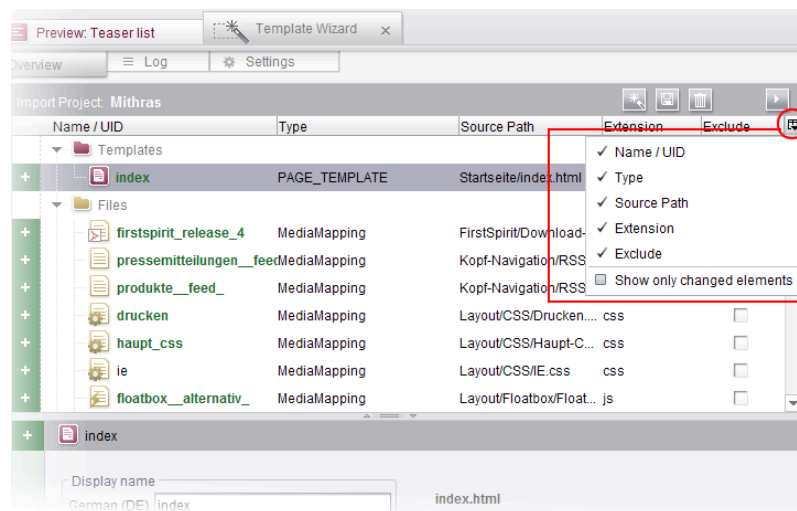 Preview: Teaser list
Template Wizard x
Overview
Log
Settings
Import Project: Mithras
Name / UID Type Source Path Extension Exclude
Templates
index PAGE_TEMPLATE Startseite/index.html
Files
firstspirit_release_4 MediaMapping FirstSpirit/Download-
pressemitteilungen__feed MediaMapping Kopf-Navigation/RSS
produkte__feed_ MediaMapping Kopf-Navigation/RSS
drucken MediaMapping Layout/CSS/Drucken.... css
haupt_css MediaMapping Layout/CSS/Haupt-C... css
ie MediaMapping Layout/CSS/IE.css css
floatbox__alternativ_ MediaMapping Layout/Floatbox/Float... js
✓ Name / UID
✓ Type
✓ Source Path
✓ Extension
✓ Exclude
Show only changed elements
index
Display name
German (DE) index
index.html